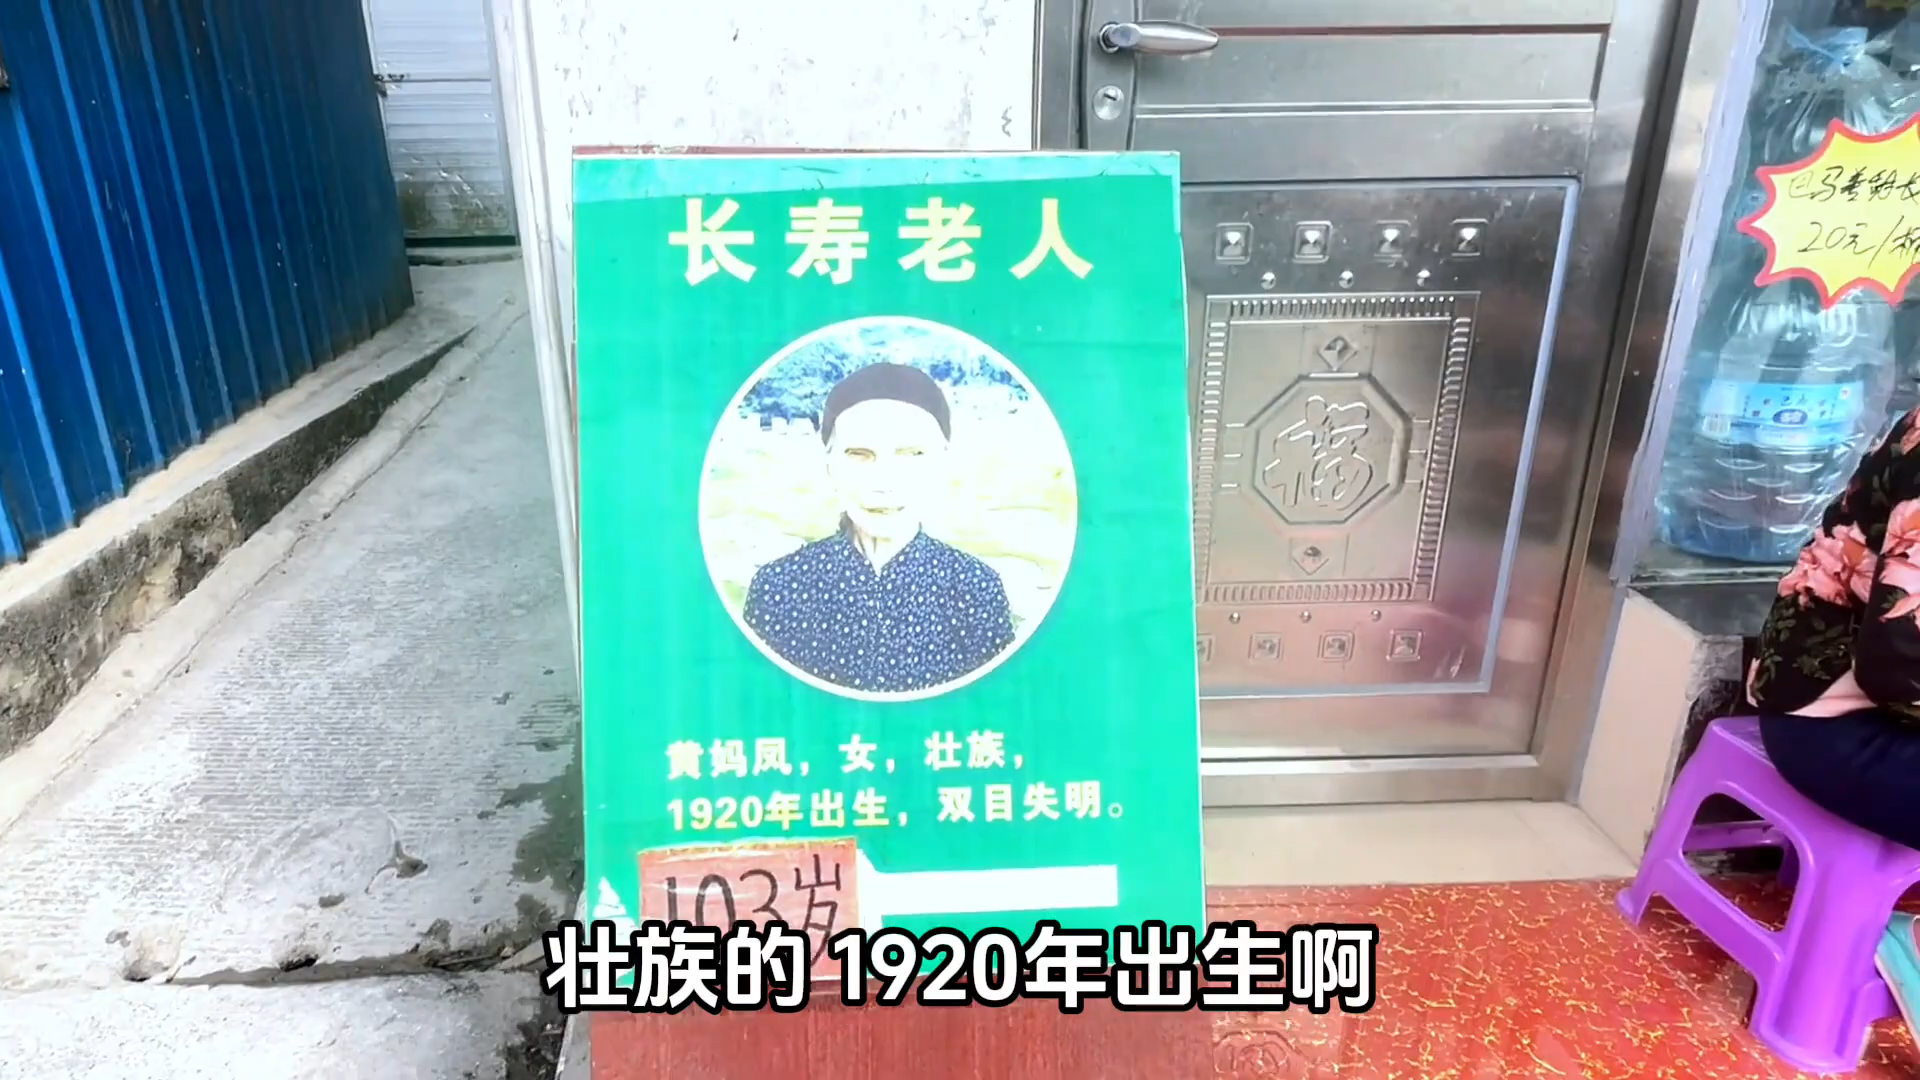 长寿老人
黄妈凤，女，壮族，
1920年出生，双目失明。
103岁
壮族的 1920年出生啊
福
20元/